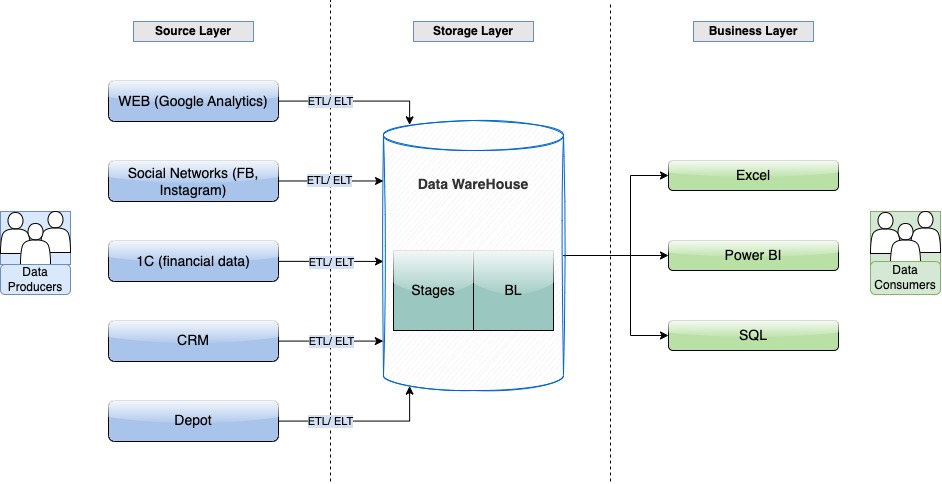 Source Layer
Storage Layer
Business Layer
WEB (Google Analytics)
ETL/ ELT
Social Networks (FB,
Instagram)
ETL/ ELT
Data WareHouse
Excel
Data
Producers
1C (financial data)
ETL/ ELT
Stages
BL
Power BI
Data
Consumers
CRM
ETL/ ELT
SQL
Depot
ETL/ ELT